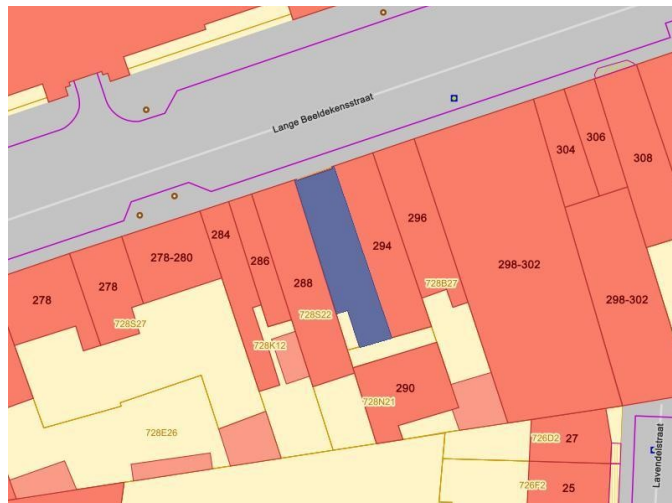 Lange Beeldekensstraat
304
306
308
296
294
284
278-280
286
278
278
288
298-302
298-302
728B27
728S22
728S27
728K12
290
728N21
728E26
726D2
27
Lavendelstraat
726F2
25